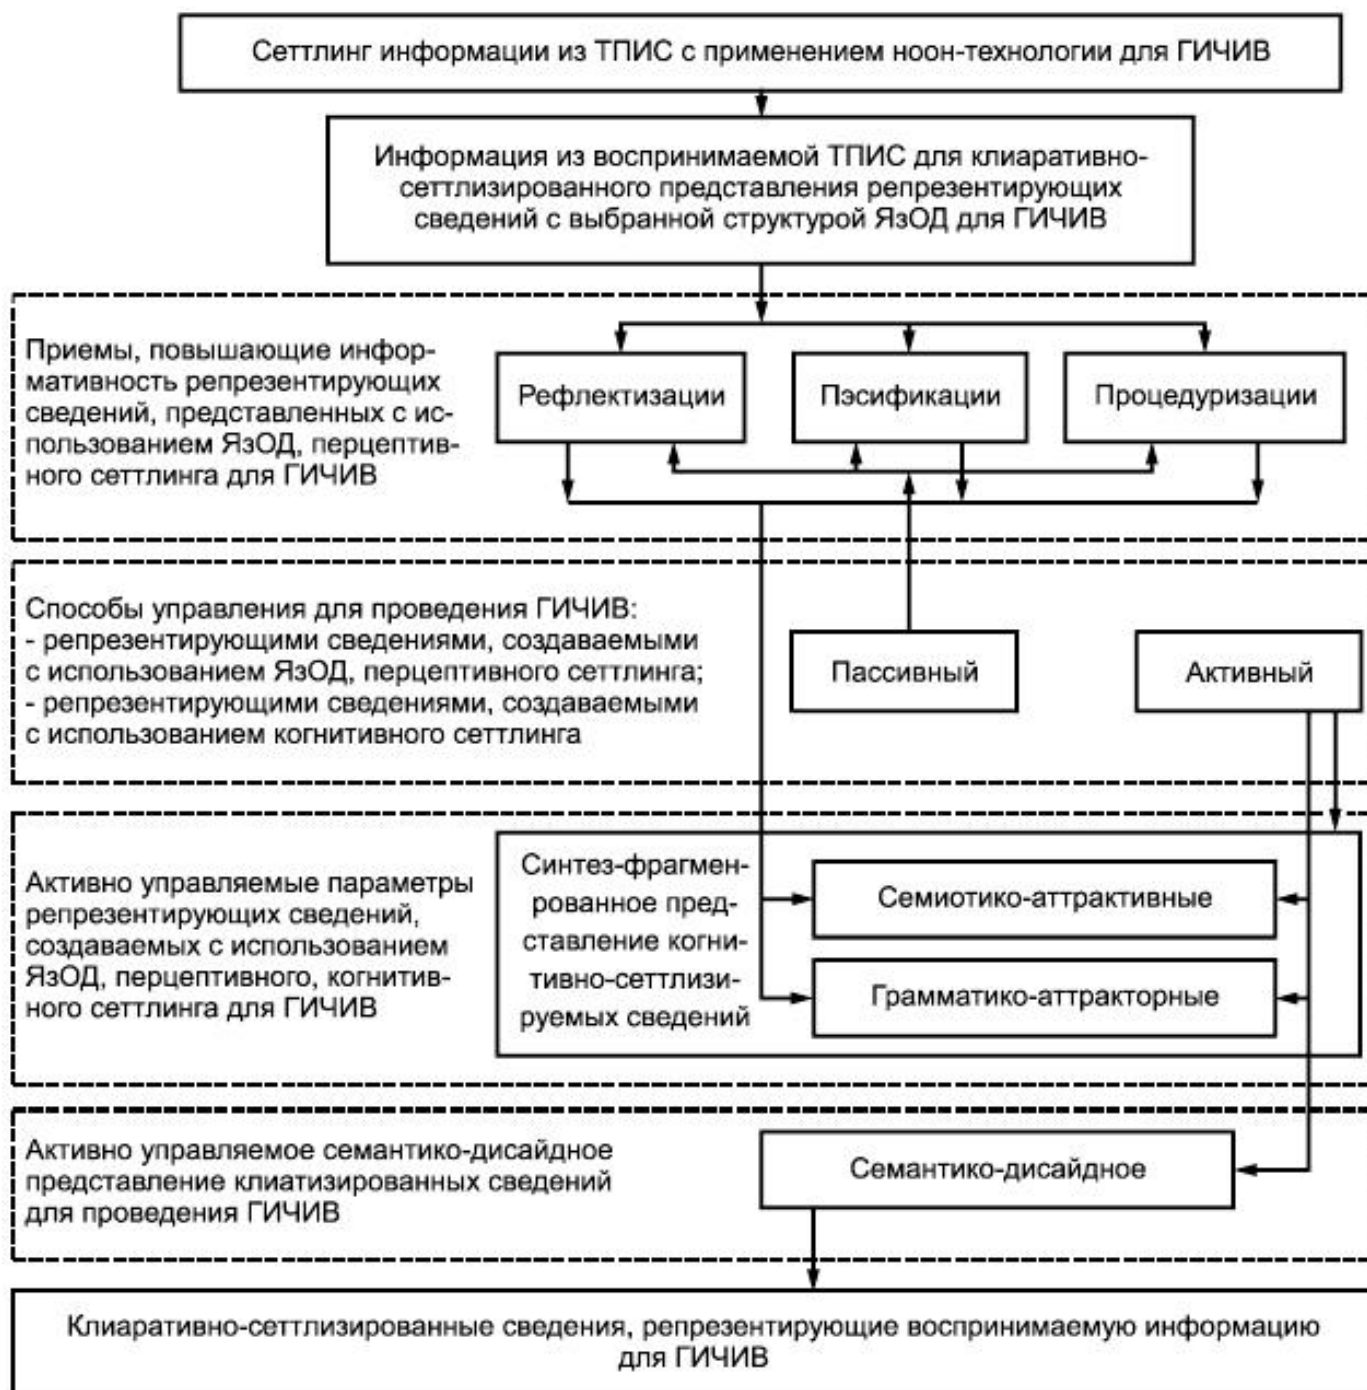 Сеттлинг информации из ТПИС с применением ноон-технологии для ГИЧИВ
Информация из воспринимаемой ТПИС для клиаративно-
сеттлизированного представления репрезентирующих
сведений с выбранной структурой ЯзОД для ГИЧИВ
Приемы, повышающие инфор-
мативность репрезентирующих
сведений, представленных с ис-
пользованием ЯзОД, перцептив-
ного сеттлинга для ГИЧИВ
Рефлектизации
Пэсификации
Процедуризации
Способы управления для проведения ГИЧИВ:
- репрезентирующими сведениями, создаваемыми
с использованием ЯзОД, перцептивного сеттлинга;
- репрезентирующими сведениями, создаваемыми
с использованием когнитивного сеттлинга
Пассивный
Активный
Активно управляемые параметры
репрезентирующих сведений,
создаваемых с использованием
ЯзОД, перцептивного, когнитив-
ного сеттлинга для ГИЧИВ
Синтез-фрагмен-
рованное пред-
ставление когни-
тивно-сеттлизи-
руемых сведений
Семиотико-аттрактивные
Грамматико-аттракторные
Активно управляемое семантико-дисайдное
представление клиатизированных сведений
для проведения ГИЧИВ
Семантико-дисайдное
Клиаративно-сеттлизированные сведения, репрезентирующие воспринимаемую информацию
для ГИЧИВ